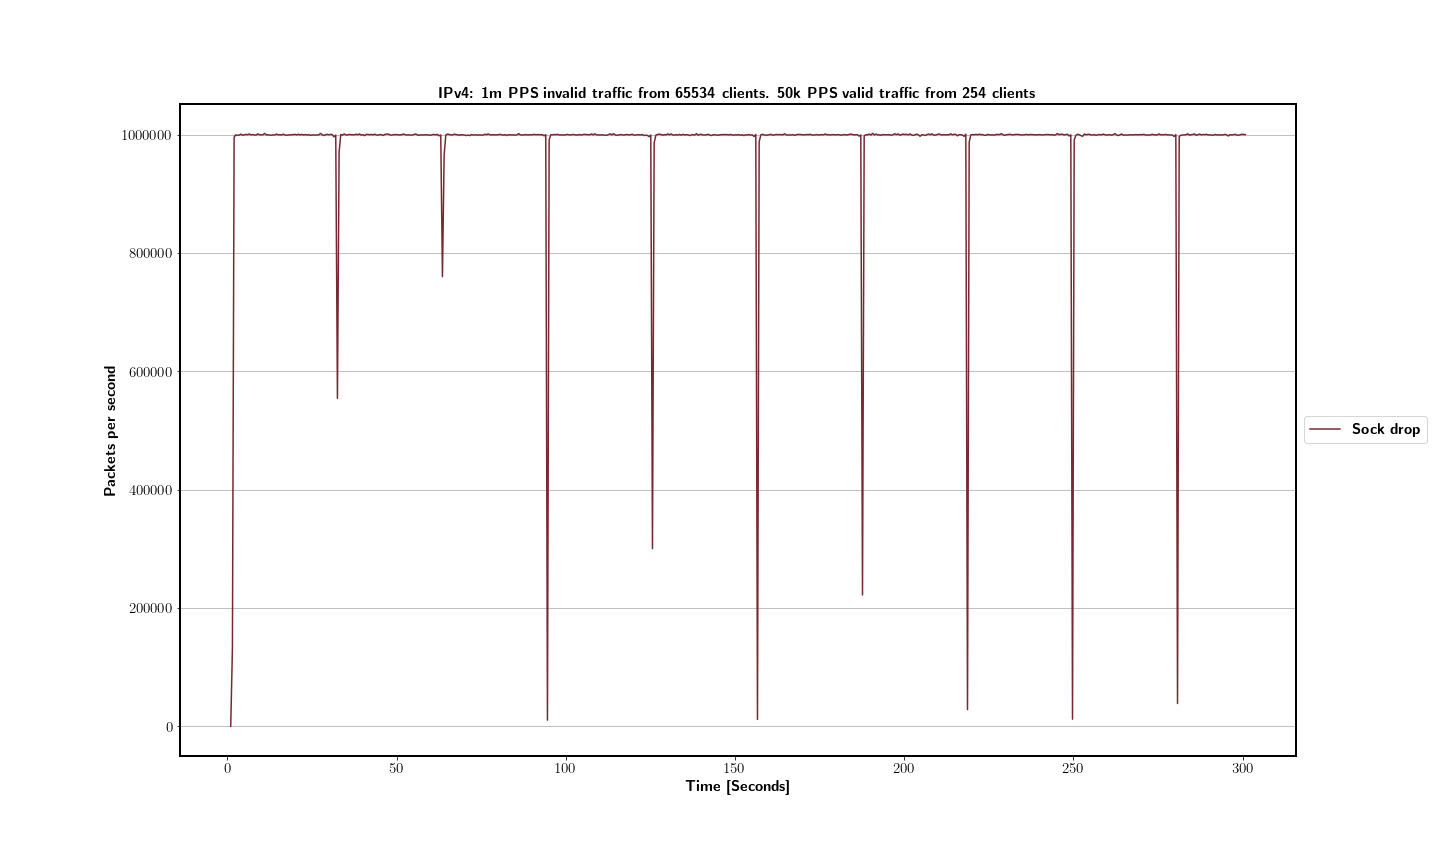 IPv4: 1m PPS invalid traffic from 65534 clients. 50k PPS valid traffic from 254 clients
1000000
800000
600000
400000
200000
0
Packets per second
Sock drop
0 50 100 150 200 250 300
Time [Seconds]